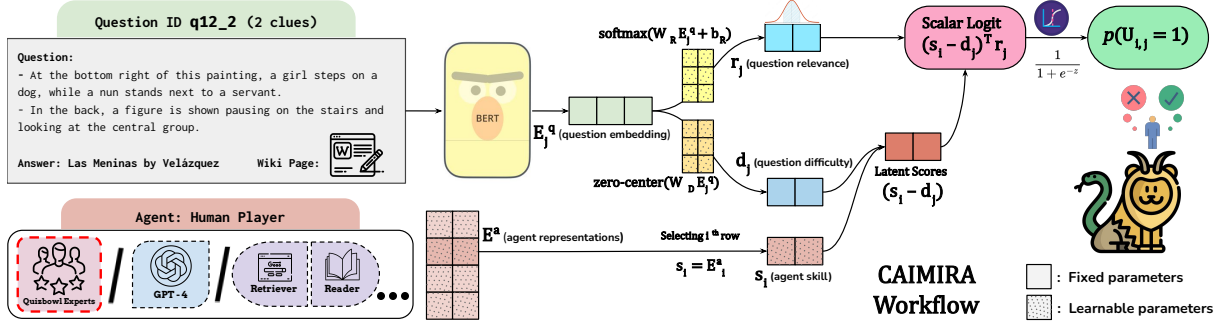 Question ID q12_2 (2 clues)
Question:
- At the bottom right of this painting, a girl steps on a
dog, while a nun stands next to a servant.
- In the back, a figure is shown pausing on the stairs and
looking at the central group.
Answer: Las Meninas by Velázquez
Wiki Page:
W
BERT
E_j^q (question embedding)
softmax(W_R E_j^q + b_R)
r_j (question relevance)
d_j (question difficulty)
zero-center(W_D E_j^q)
Scalar Logit
(s_i - d_j)^T r_j
1
1 + e^{-z}
p(U_{i,j} = 1)
Latent Scores
(s_i - d_j)
Agent: Human Player
Quizbowl Experts
/
GPT-4
/
Retriever
Reader
E^a (agent representations)
Selecting i^th row
s_i = E^a_i
s_i (agent skill)
CAIMIRA
Workflow
: Fixed parameters
: Learnable parameters